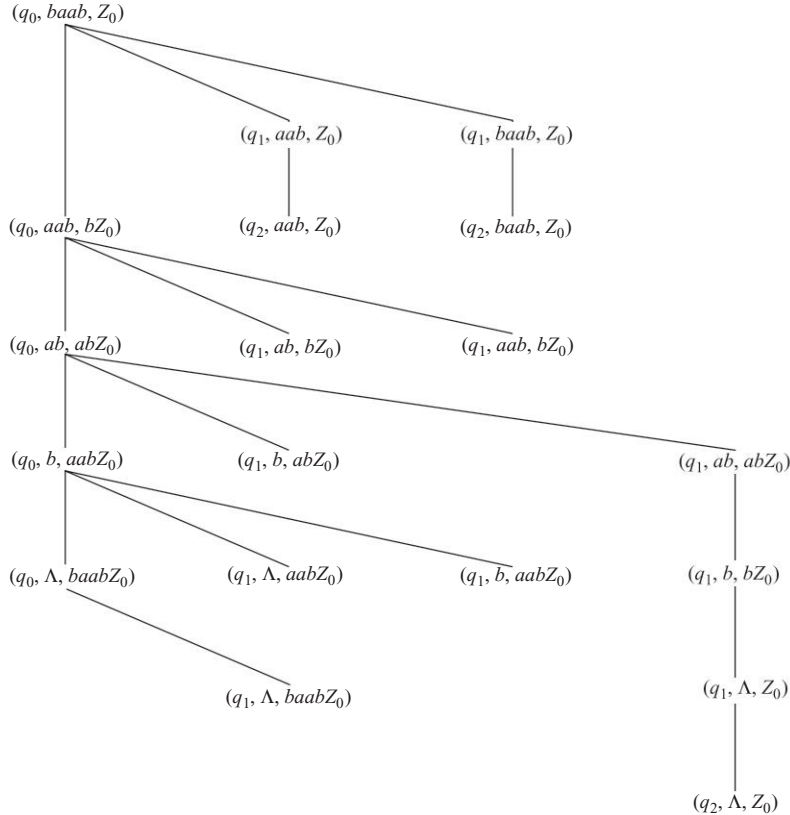 (q₀, baab, Z₀)
(q₁, aab, Z₀) (q₁, baab, Z₀)
(q₀, aab, bZ₀) (q₂, aab, Z₀) (q₂, baab, Z₀)
(q₀, ab, abZ₀) (q₁, ab, bZ₀) (q₁, aab, bZ₀)
(q₀, b, aabZ₀) (q₁, b, abZ₀) (q₁, ab, abZ₀)
(q₀, Λ, baabZ₀) (q₁, Λ, aabZ₀) (q₁, b, aabZ₀) (q₁, b, bZ₀)
(q₁, Λ, baabZ₀) (q₁, Λ, Z₀)
(q₂, Λ, Z₀)